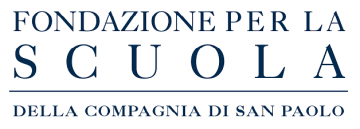 FONDAZIONE PER LA
SCUOLA
DELLA COMPAGNIA DI SAN PAOLO